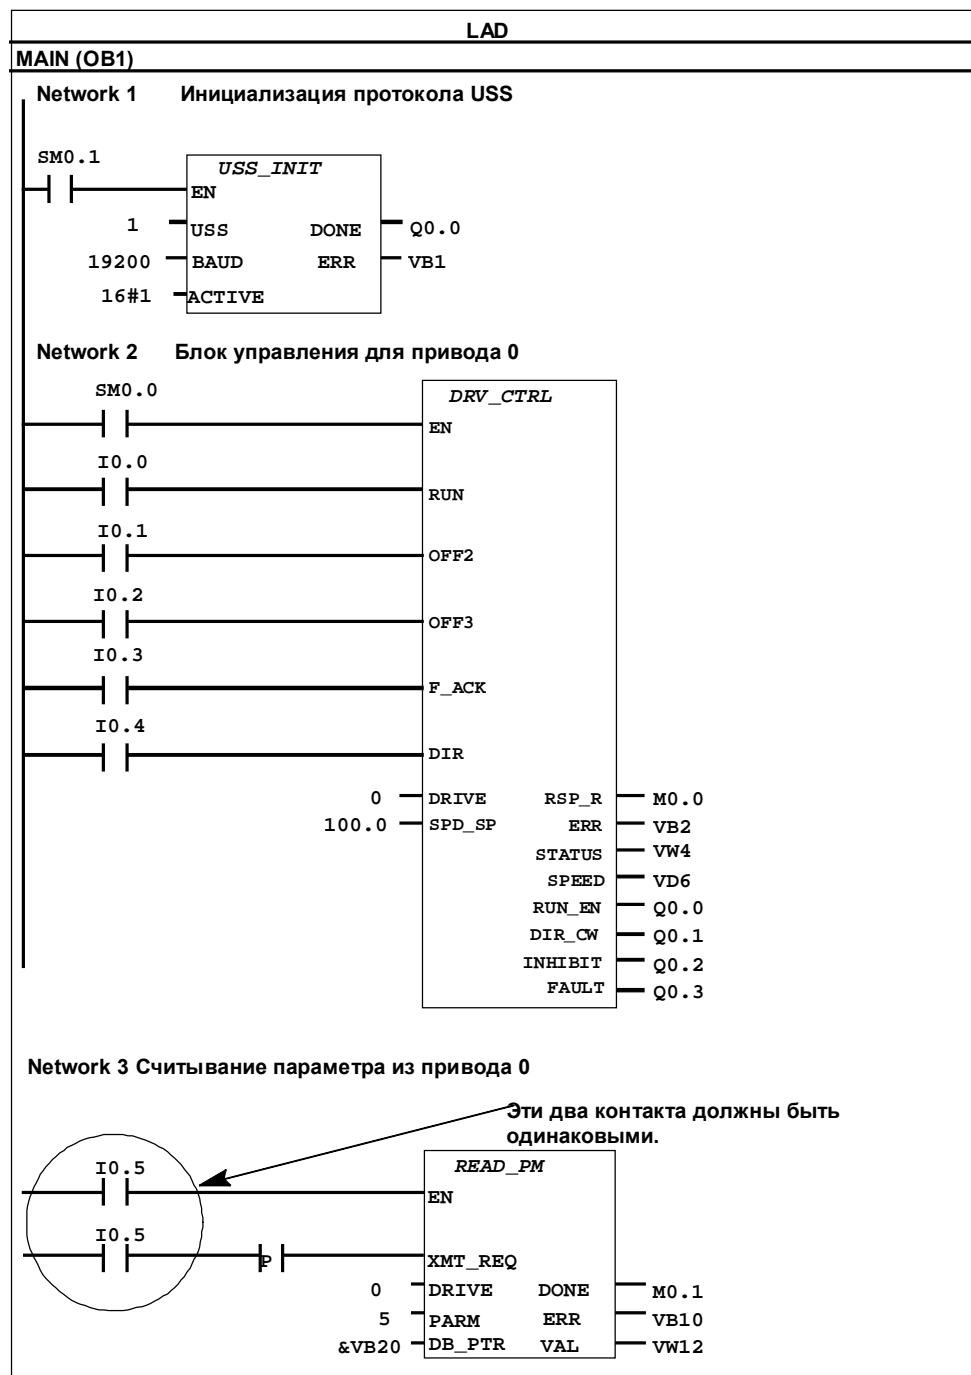 LAD
MAIN (OB1)
Network 1 Инициализация протокола USS
SM0.1
USS_INIT
EN
1 USS DONE Q0.0
19200 BAUD ERR VB1
16#1 ACTIVE
Network 2 Блок управления для привода 0
SM0.0
DRV_CTRL
EN
I0.0
RUN
I0.1
OFF2
I0.2
OFF3
I0.3
F_ACK
I0.4
DIR
0 DRIVE RSP_R M0.0
100.0 SPD_SP ERR VB2
STATUS VW4
SPEED VD6
RUN_EN Q0.0
DIR_CW Q0.1
INHIBIT Q0.2
FAULT Q0.3
Network 3 Считывание параметра из привода 0
Эти два контакта должны быть
одинаковыми.
I0.5
READ_PM
EN
I0.5
P XMT_REQ
0 DRIVE DONE M0.1
5 PARM ERR VB10
&VB20 DB_PTR VAL VW12